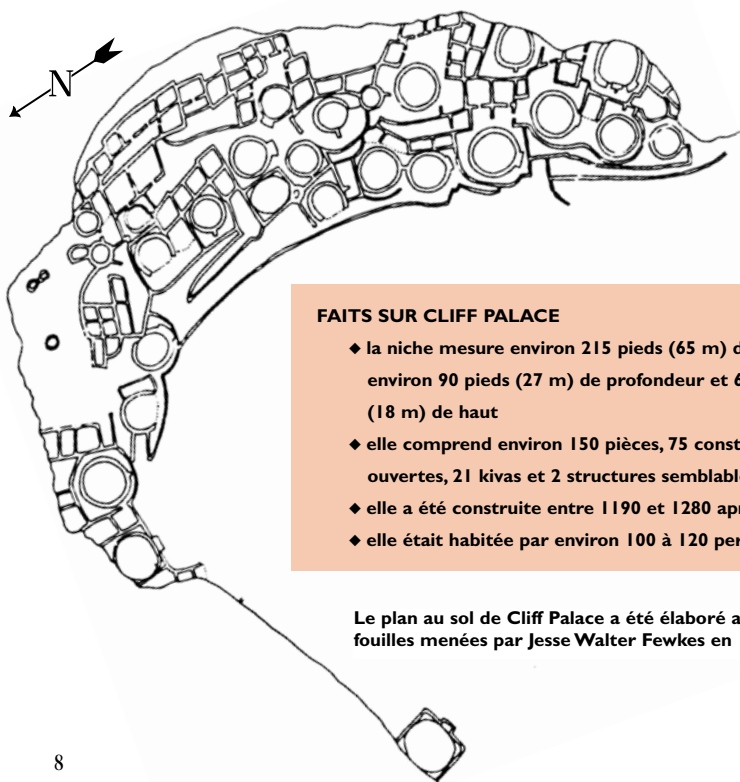 N
FAITS SUR CLIFF PALACE
◆ la niche mesure environ 215 pieds (65 m)
environ 90 pieds (27 m) de profondeur et
(18 m) de haut
◆ elle comprend environ 150 pièces, 75
ouvertes, 21 kivas et 2 structures
◆ elle a été construite entre 1190 et 1280
◆ elle était habitée par environ 100 à 120
Le plan au sol de Cliff Palace a été élaboré
fouilles menées par Jesse Walter Fewkes en
8